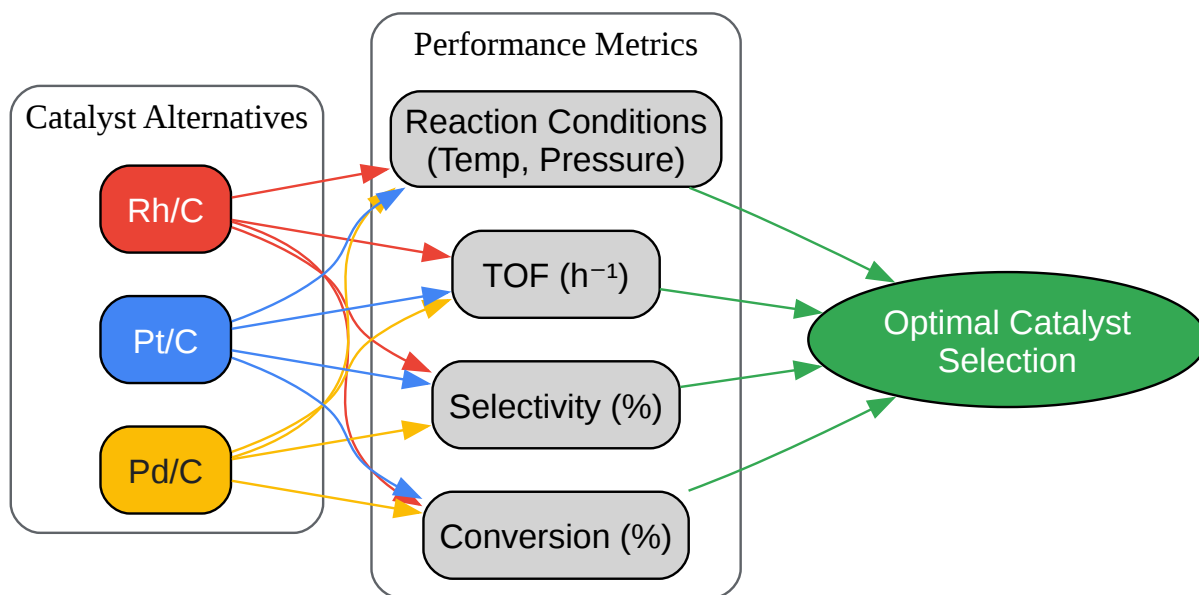 Catalyst Alternatives
Rh/C
Pt/C
Pd/C
Performance Metrics
Reaction Conditions
(Temp, Pressure)
TOF (h⁻¹)
Selectivity (%)
Conversion (%)
Optimal Catalyst
Selection